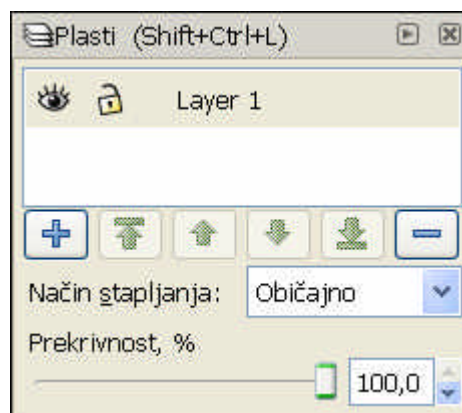 Plasti (Shift+Ctrl+L)
Layer 1
Način stapljanja: Običajno
Prekrivnost, %
100,0